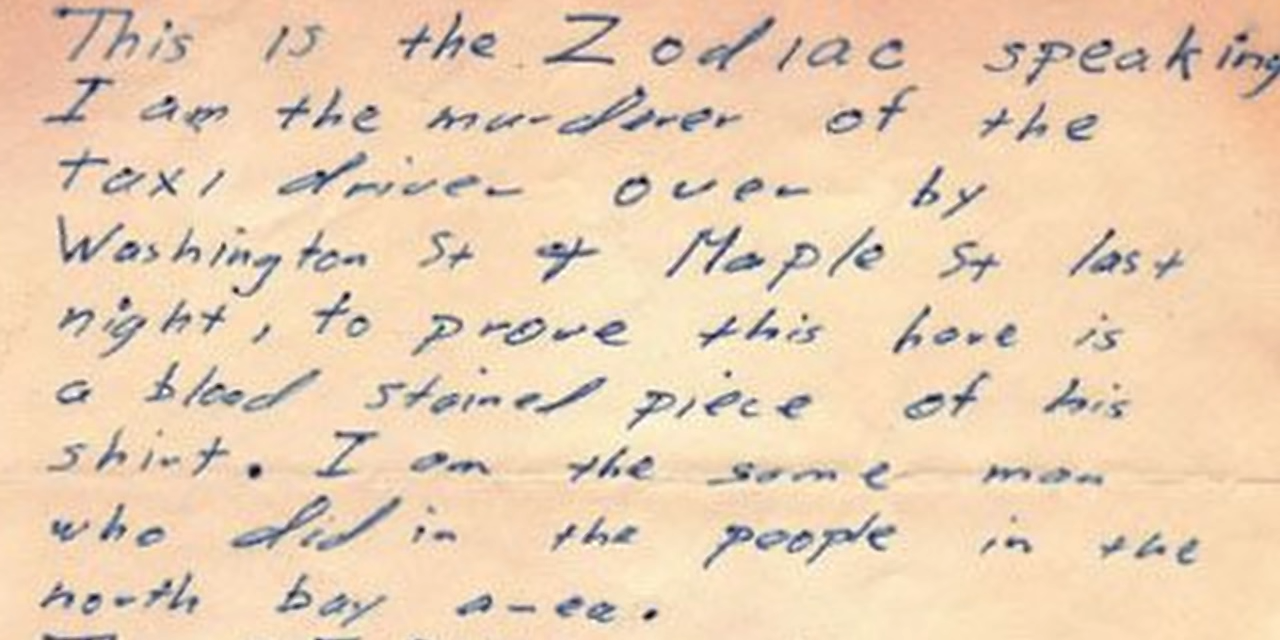 This is the Zodiac speaking
I am the murderer of the
taxi driver over by
Washington St & Maple St last
night, to prove this here is
a blood stained piece of his
shirt. I am the same man
who did in the people in the
north bay area.